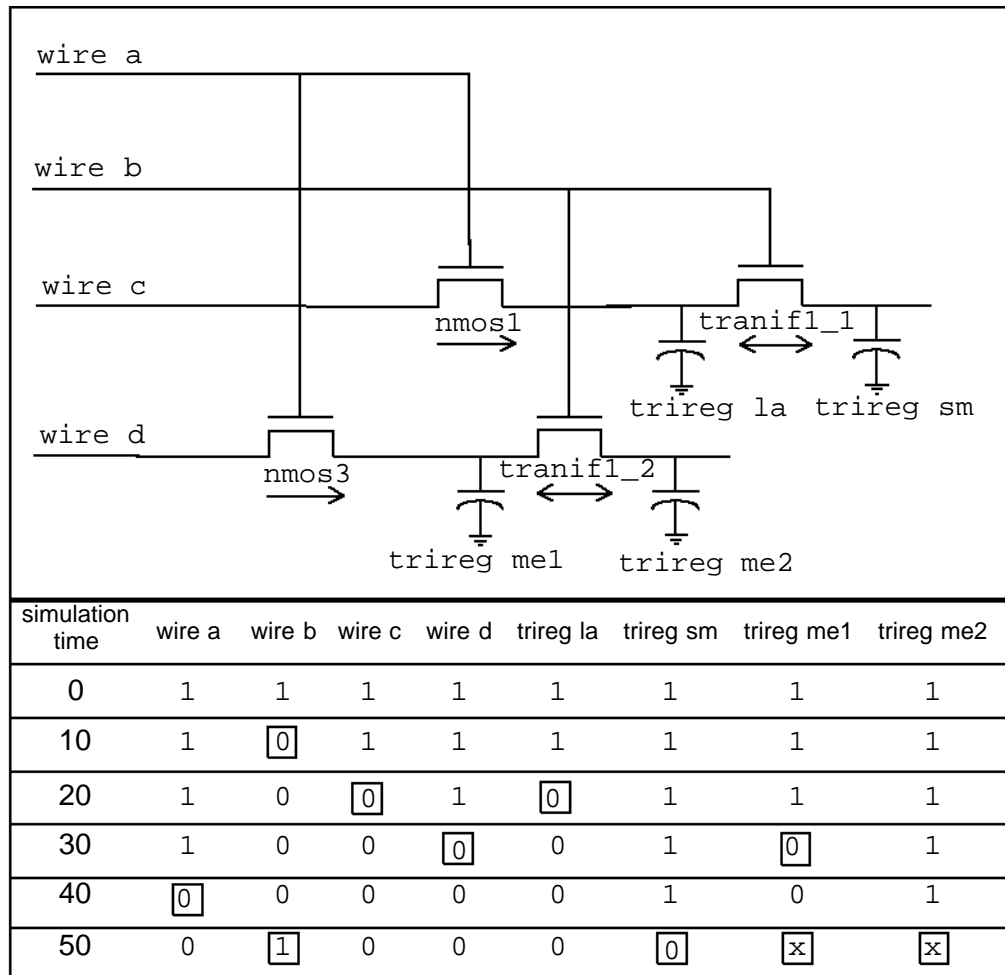 wire a
wire b
wire c
nmos1
tranif1_1
trireg la
trireg sm
wire d
nmos3
tranif1_2
trireg me1
trireg me2
simulation time wire a wire b wire c wire d trireg la trireg sm trireg me1 trireg me2
0 1 1 1 1 1 1 1 1
10 1 0 1 1 1 1 1 1
20 1 0 0 1 0 1 1 1
30 1 0 0 0 0 1 0 1
40 0 0 0 0 0 1 0 1
50 0 1 0 0 0 0 x x